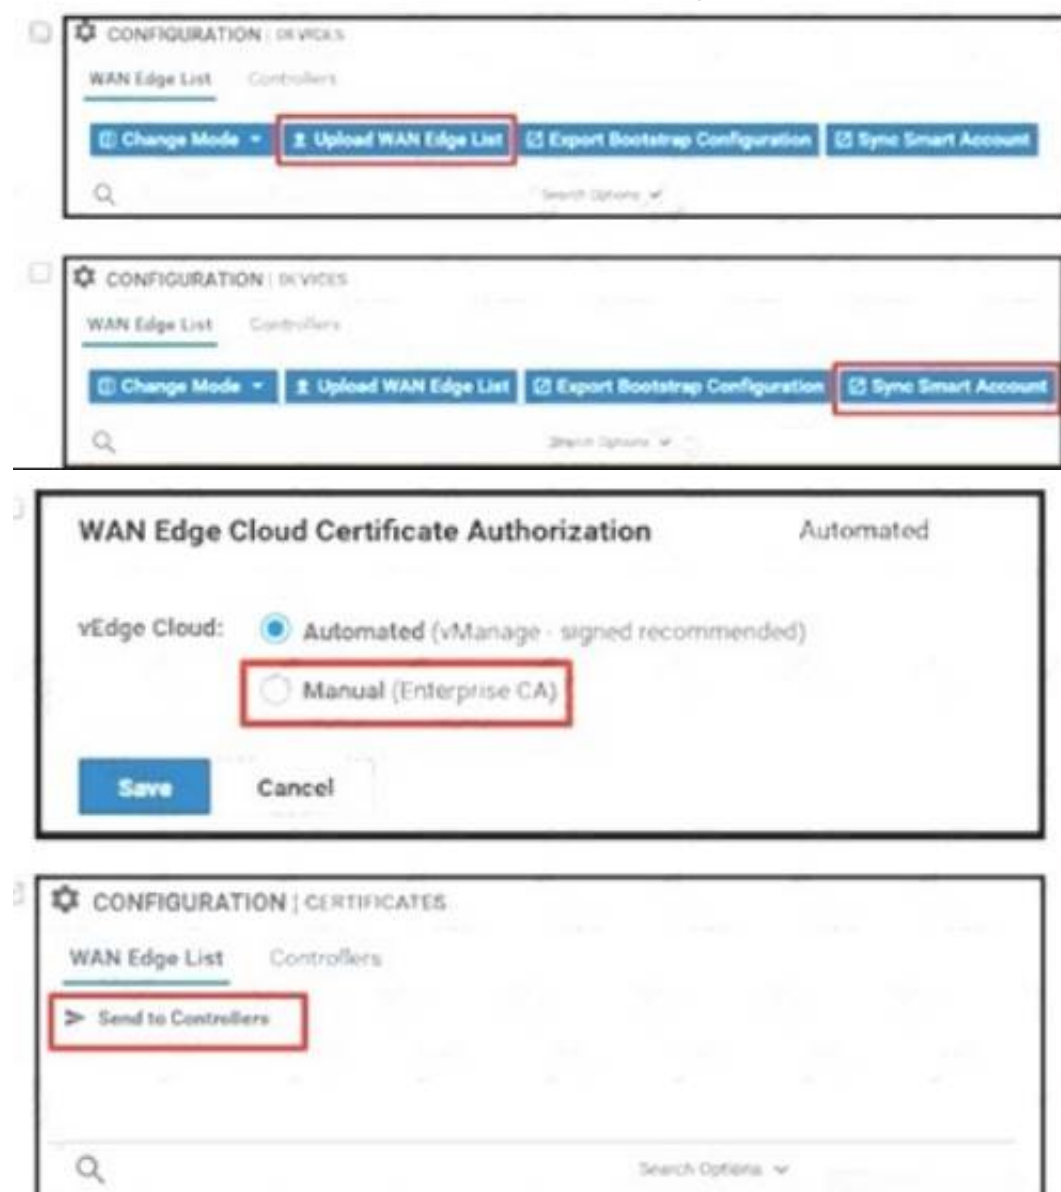 CONFIGURATION | DEVICES
WAN Edge List Controllers
Change Mode Upload WAN Edge List Export Bootstrap Configuration Sync Smart Account
Search Options
CONFIGURATION | DEVICES
WAN Edge List Controllers
Change Mode Upload WAN Edge List Export Bootstrap Configuration Sync Smart Account
Search Options
WAN Edge Cloud Certificate Authorization Automated
vEdge Cloud: Automated (vManage - signed recommended)
Manual (Enterprise CA)
Save Cancel
CONFIGURATION | CERTIFICATES
WAN Edge List Controllers
Send to Controllers
Search Options